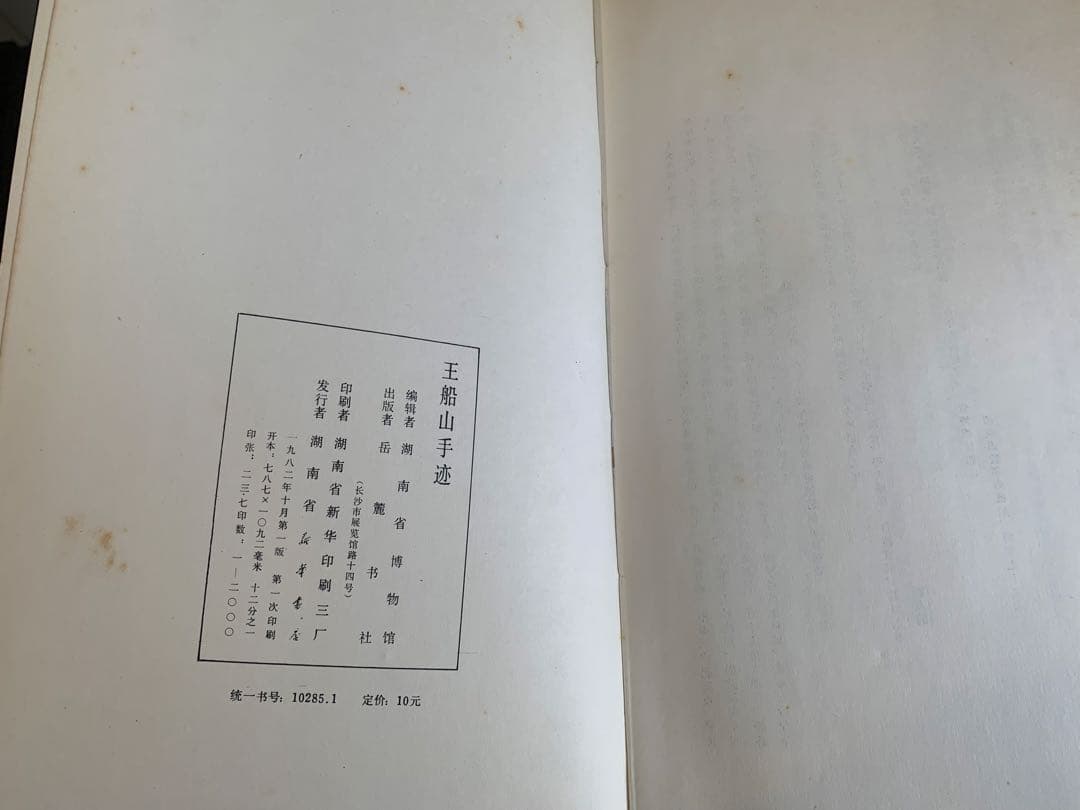 王船山手迹
编辑者 湖南省博物馆
出版者 岳麓书社
(长沙市展览馆路十四号)
印刷者 湖南省新华印刷三厂
发行者 湖南省新华书店
一九八二年十月第一版 第一次印刷
开本:七八七×一〇九二毫米 十二分之一
印张:二三·七印数:一—二〇〇〇
统一书号:10285.1 定价:10元